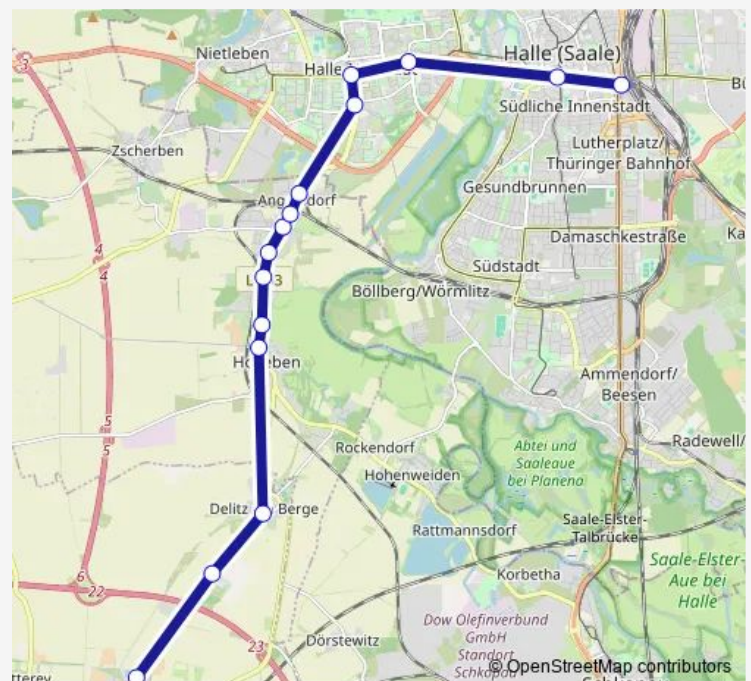 Nietleben
Halle (Saale)
3
Südliche Innenstadt
Zscherben
Lutherplatz/
Thüringer Bahnhof
Gesundbrunnen
Damaschkestraße
4
4
Südstadt
Böllberg/Wörmlitz
Ammendorf/
Beesen
5
5
Rockendorf
Radewell/
Abtei und
Saaleaue
bei Planena
Hohenweiden
Delitz Berge
Rattmannsdorf
Saale-Elster-
Talbrücke
Saale-Elster-
Aue bei
Halle
Korbetha
6
22
23
Dörstewitz
Dow Olefinverbund
GmbH
Standort
Schkopau
© OpenStreetMap contributors